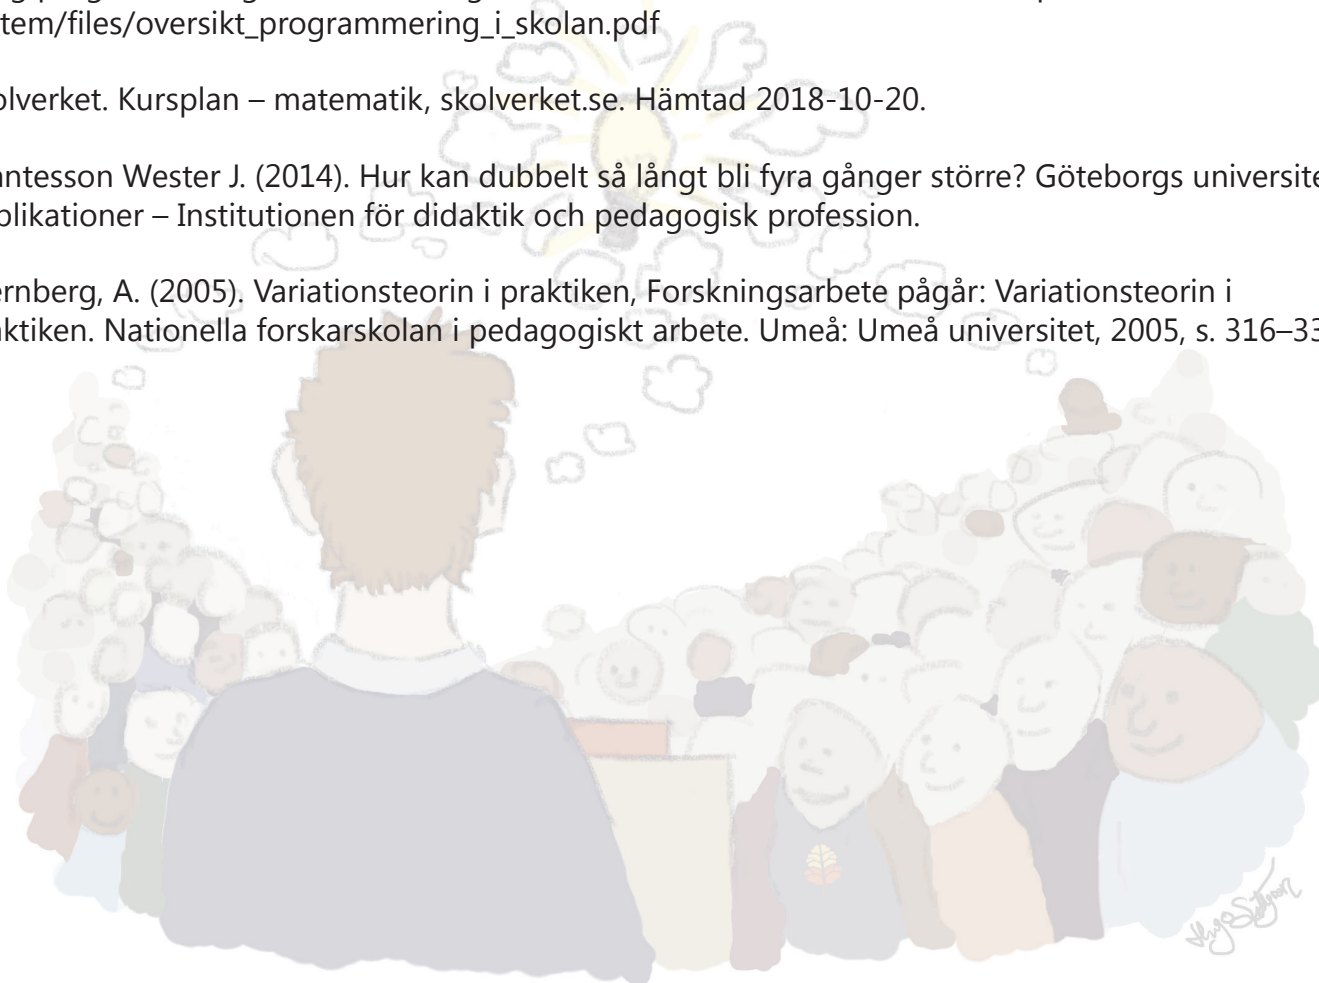 tem/files/oversikt_programmering_i_skolan.pdf
olverket. Kursplan – matematik, skolverket.se. Hämtad 2018-10-20.
ntesson Wester J. (2014). Hur kan dubbelt så långt bli fyra gånger större? Göteborgs universite
blikationer – Institutionen för didaktik och pedagogisk profession.
ernberg, A. (2005). Variationsteorin i praktiken, Forskningsarbete pågår: Variationsteorin i
aktiken. Nationella forskarskolan i pedagogiskt arbete. Umeå: Umeå universitet, 2005, s. 316–33